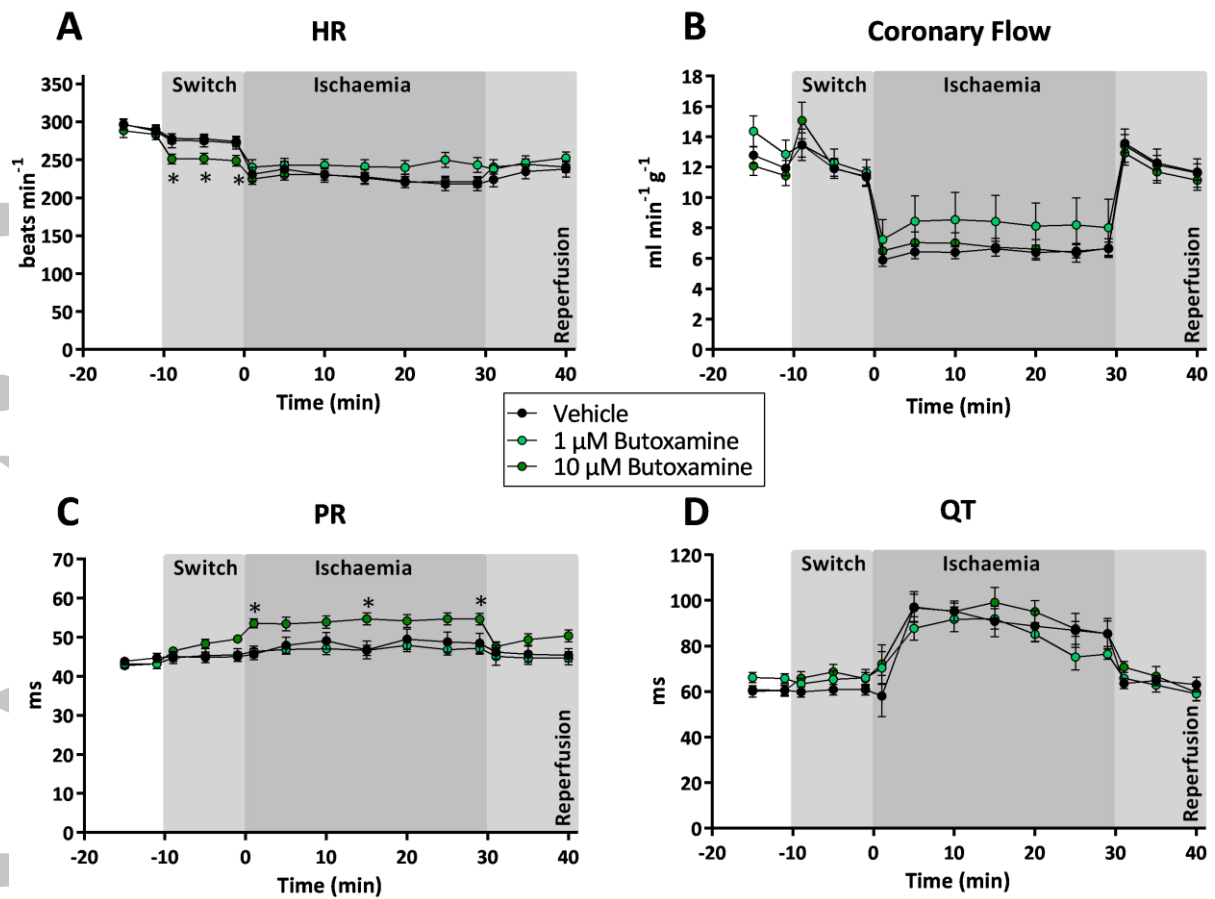 A
HR
350
300
250
200
150
100
50
0
beats min⁻¹
Switch
Ischaemia
Reperfusion
* * *
-20 -10 0 10 20 30 40
Time (min)
B
Coronary Flow
18
16
14
12
10
8
6
4
2
0
ml min⁻¹ g⁻¹
Switch
Ischaemia
Reperfusion
-20 -10 0 10 20 30 40
Time (min)
Vehicle
1 µM Butoxamine
10 µM Butoxamine
C
PR
70
60
50
40
30
20
10
0
ms
Switch
Ischaemia
Reperfusion
* * *
-20 -10 0 10 20 30 40
Time (min)
D
QT
120
100
80
60
40
20
0
ms
Switch
Ischaemia
Reperfusion
-20 -10 0 10 20 30 40
Time (min)